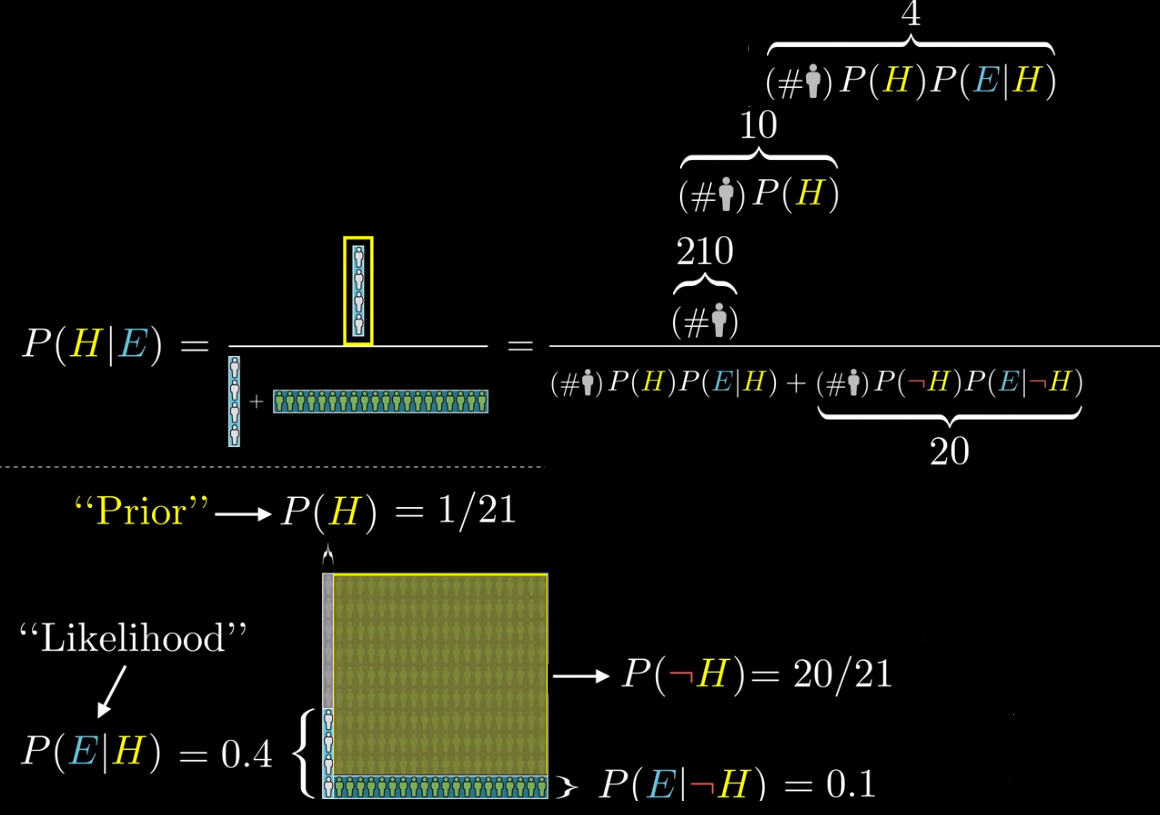 4
(#)P(H)P(E|H)
10
(#)P(H)
210
(#)
P(H|E) = + =
(#)P(H)P(E|H) + (#)P(¬H)P(E|¬H)
20
“Prior” → P(H) = 1/21
“Likelihood”
→ P(¬H)= 20/21
P(E|H) = 0.4
P(E|¬H) = 0.1